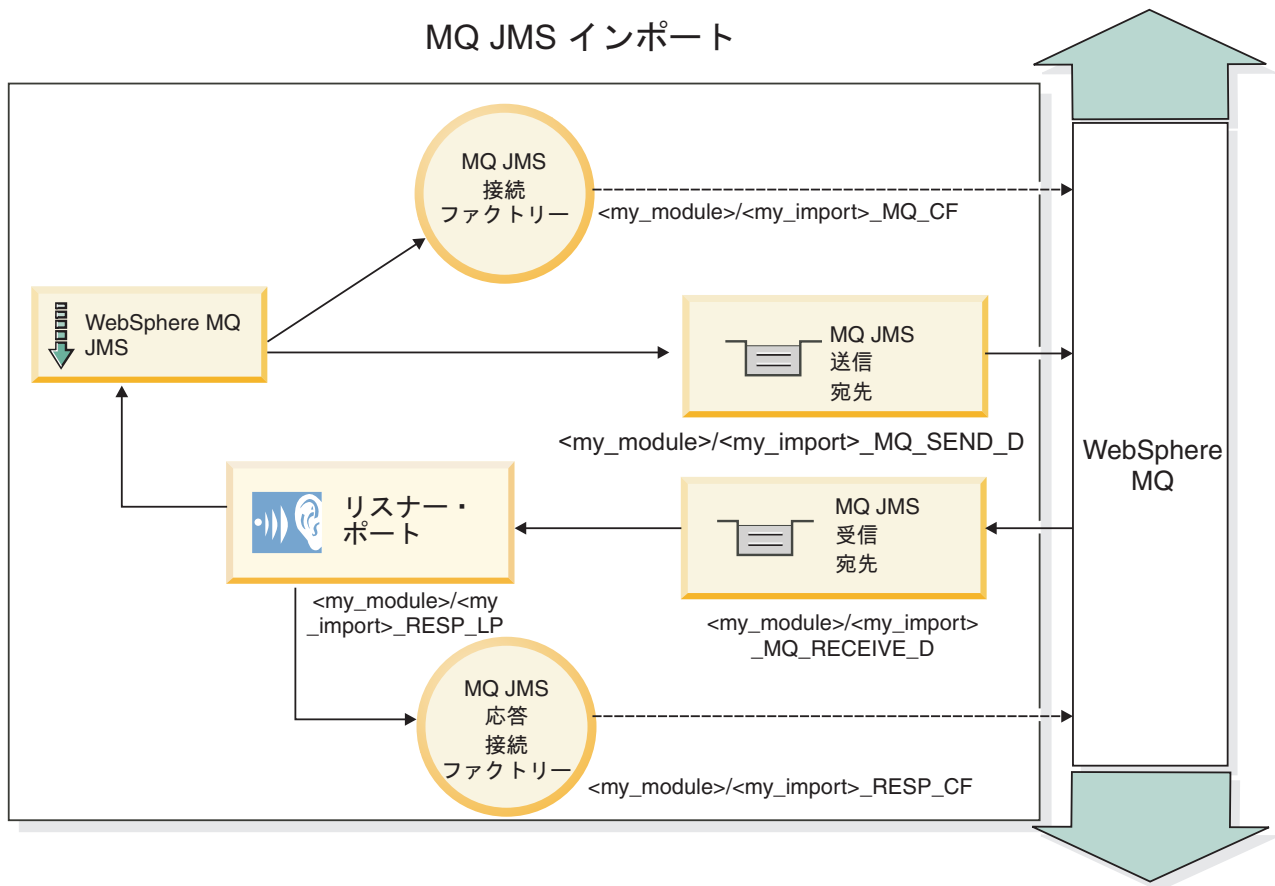 MQ JMS インポート
MQ JMS
接続
ファクトリー
<my_module>/<my_import>_MQ_CF
WebSphere MQ
JMS
MQ JMS
送信
宛先
<my_module>/<my_import>_MQ_SEND_D
WebSphere
MQ
リスナー・
ポート
MQ JMS
受信
宛先
<my_module>/<my
_import>_RESP_LP
<my_module>/<my_import>
_MQ_RECEIVE_D
MQ JMS
応答
接続
ファクトリー
<my_module>/<my_import>_RESP_CF